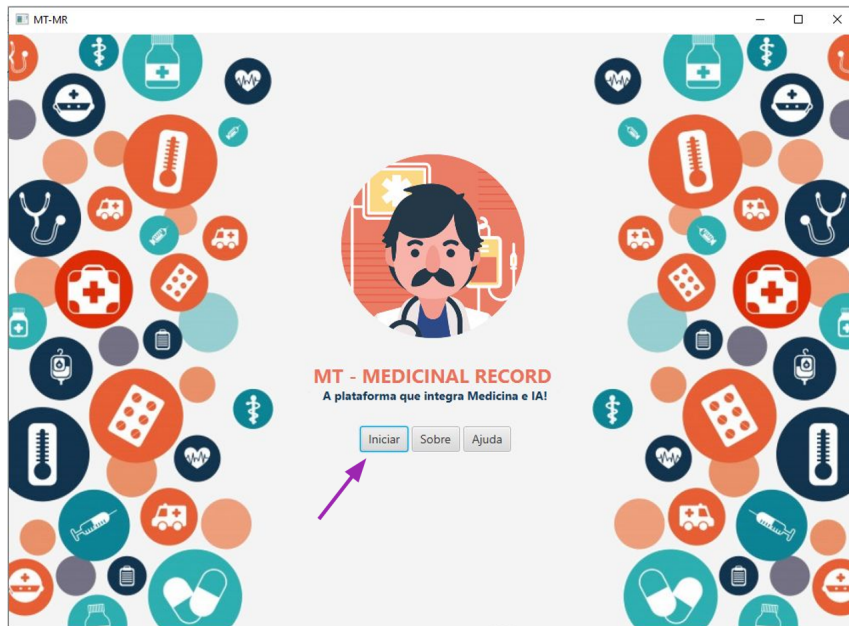 MT-MR
MT - MEDICINAL RECORD
A plataforma que integra Medicina e IA!
Iniciar Sobre Ajuda